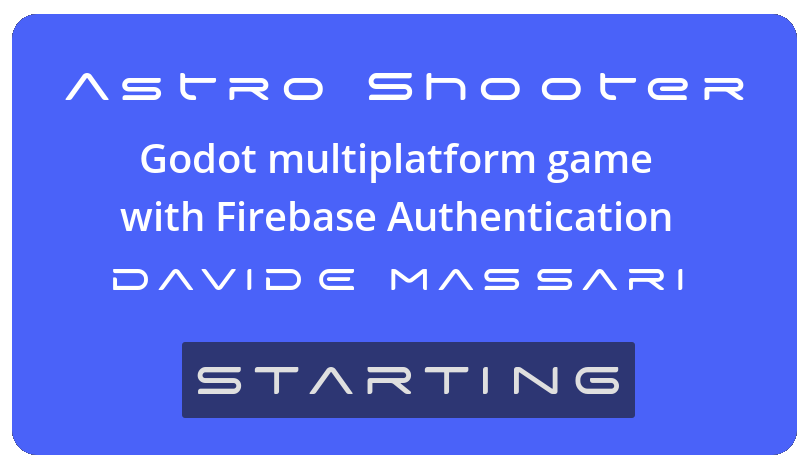 Astro Shooter
Godot multiplatform game
with Firebase Authentication
DAVIDE MASSARI
STARTING